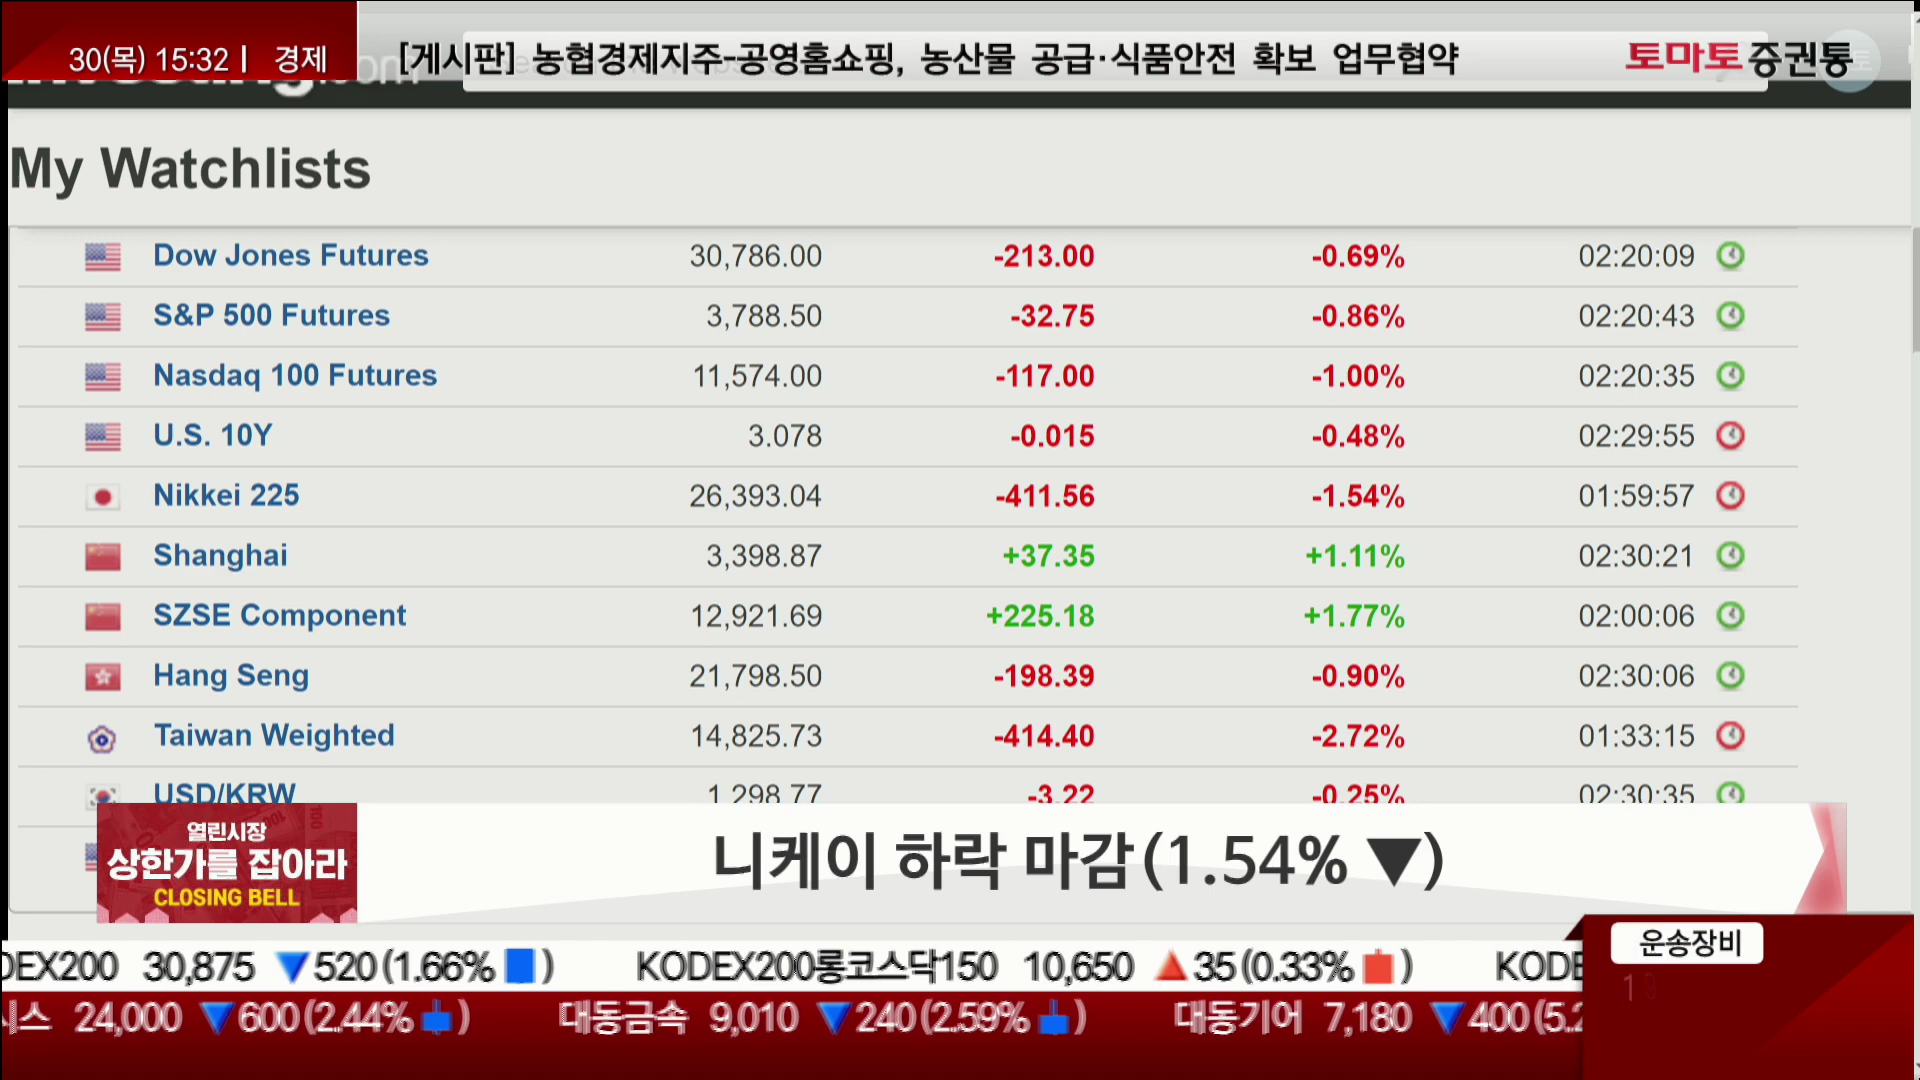 30(목) 15:32 | 경제
[게시판] 농협경제지주-공영홈쇼핑, 농산물 공급·식품안전 확보 업무협약
토마토증권통
My Watchlists
Dow Jones Futures 30,786.00 -213.00 -0.69% 02:20:09
S&P 500 Futures 3,788.50 -32.75 -0.86% 02:20:43
Nasdaq 100 Futures 11,574.00 -117.00 -1.00% 02:20:35
U.S. 10Y 3.078 -0.015 -0.48% 02:29:55
Nikkei 225 26,393.04 -411.56 -1.54% 01:59:57
Shanghai 3,398.87 +37.35 +1.11% 02:30:21
SZSE Component 12,921.69 +225.18 +1.77% 02:00:06
Hang Seng 21,798.50 -198.39 -0.90% 02:30:06
Taiwan Weighted 14,825.73 -414.40 -2.72% 01:33:15
USD/KRW 1,298.77 -3.22 -0.25% 02:30:35
열린시장
상한가를 잡아라
CLOSING BELL
니케이 하락 마감(1.54% ▼)
DEX200 30,875 ▼520(1.66% ) KODEX200롱코스닥150 10,650 ▲35(0.33% ) KODE
운송장비
시스 24,000 ▼600(2.44% ) 대동금속 9,010 ▼240(2.59% ) 대동기어 7,180 ▼400(5.2